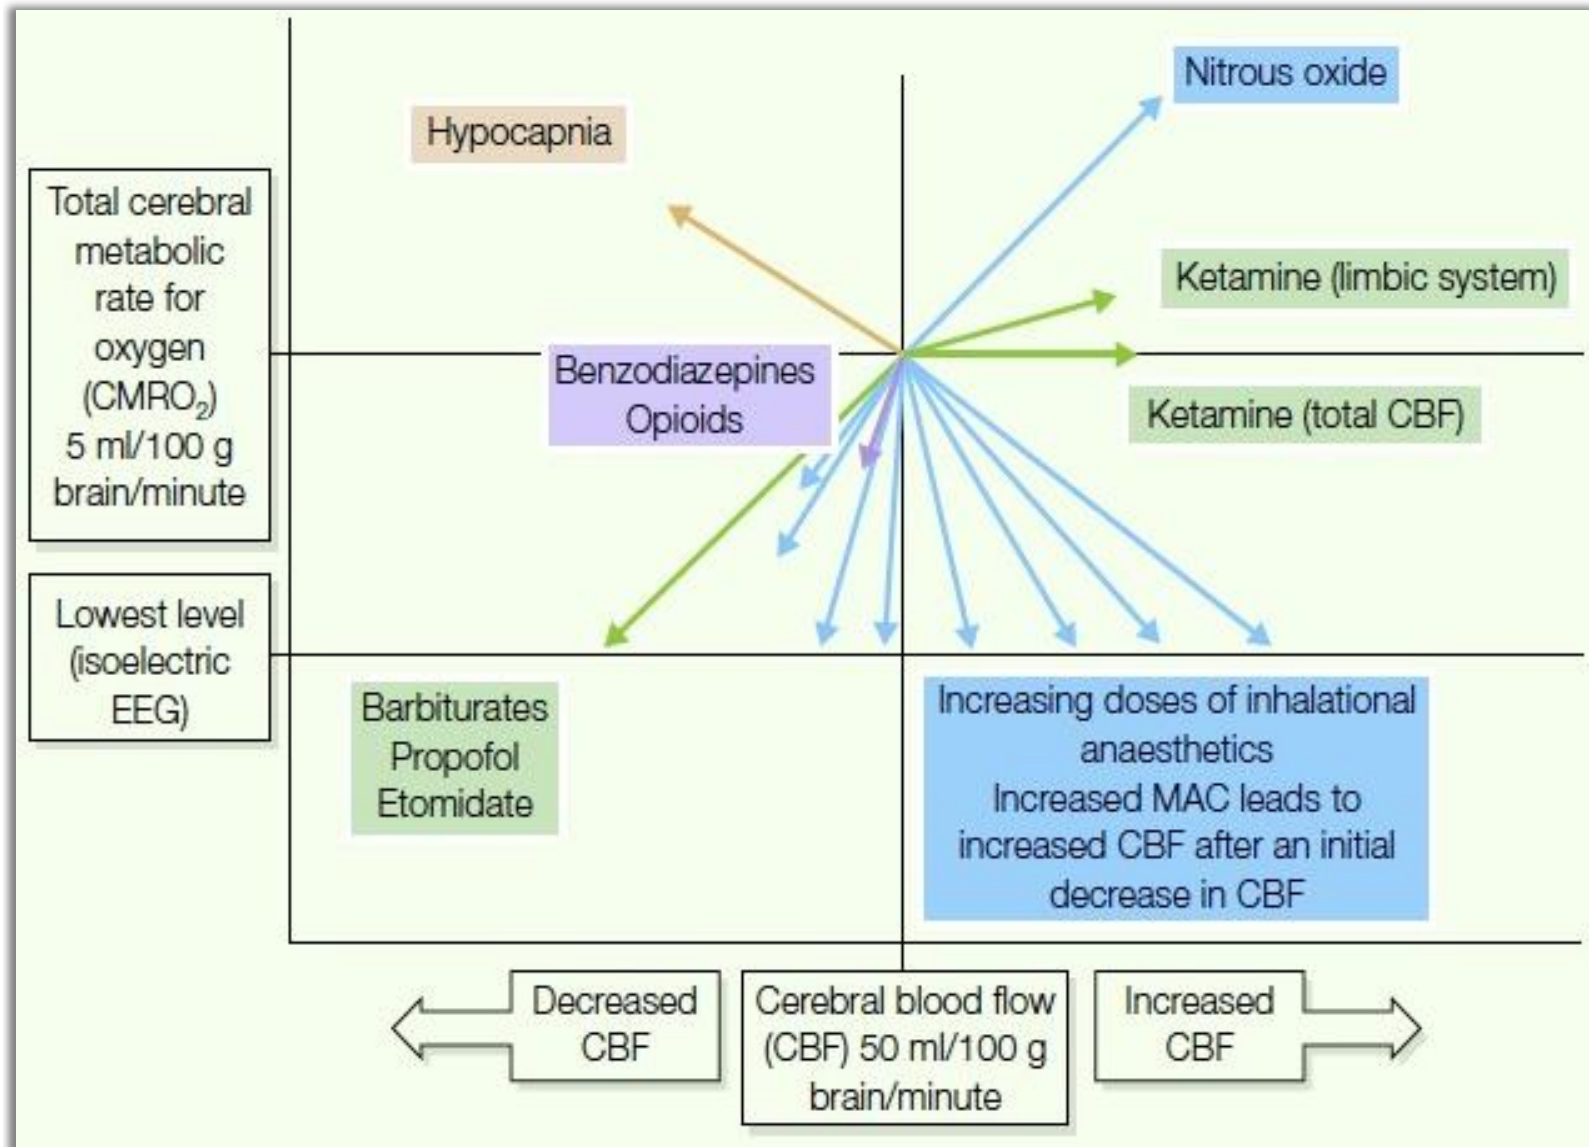 Nitrous oxide
Hypocapnia
Total cerebral
metabolic
rate for
oxygen
(CMRO₂)
5 ml/100 g
brain/minute
Ketamine (limbic system)
Benzodiazepines
Opioids
Ketamine (total CBF)
Lowest level
(isoelectric
EEG)
Barbiturates
Propofol
Etomidate
Increasing doses of inhalational
anaesthetics
Increased MAC leads to
increased CBF after an initial
decrease in CBF
Decreased
CBF
Cerebral blood flow
(CBF) 50 ml/100 g
brain/minute
Increased
CBF